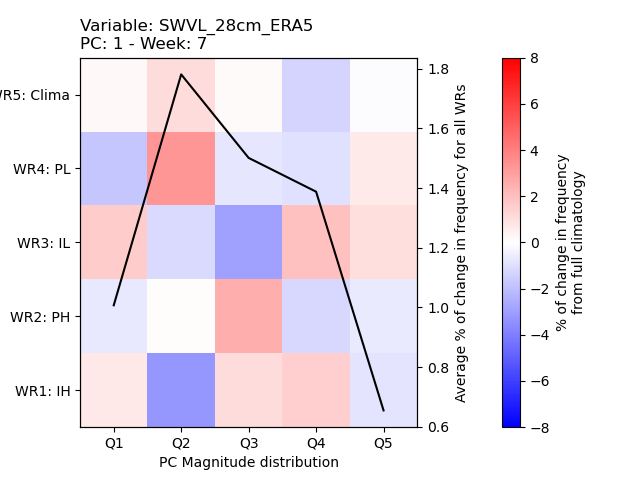 Variable: SWVL_28cm_ERA5
PC: 1 - Week: 7
WR5: Clima
WR4: PL
WR3: IL
WR2: PH
WR1: IH
Q1 Q2 Q3 Q4 Q5
PC Magnitude distribution
1.8
1.6
1.4
1.2
1.0
0.8
0.6
Average % of change in frequency for all WRs
8
6
4
2
0
−2
−4
−6
−8
% of change in frequency
from full climatology